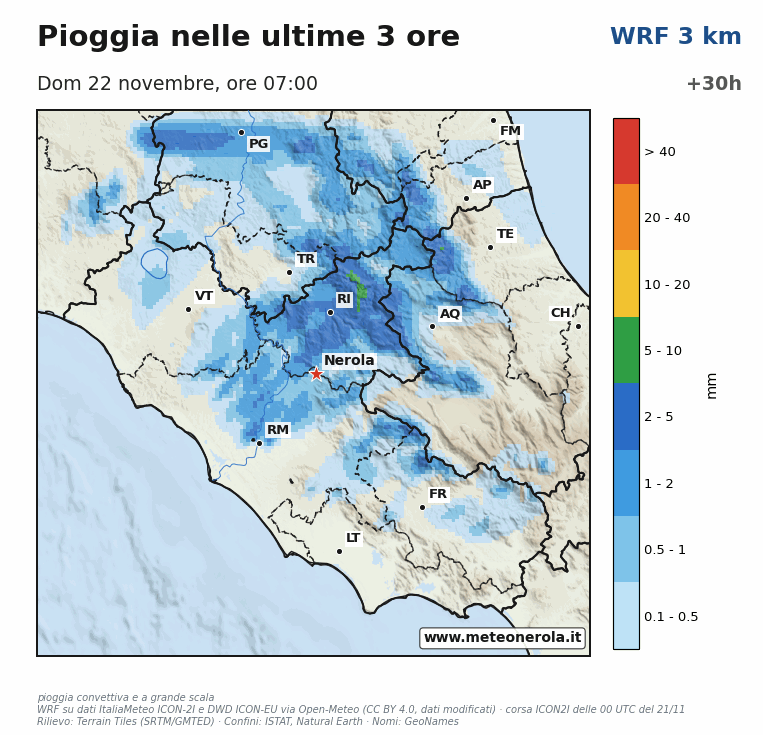 Pioggia nelle ultime 3 ore
WRF 3 km
Dom 22 novembre, ore 07:00
+30h
FM
PG
AP
TE
TR
VT
RI
AQ
CH
Nerola
RM
FR
LT
www.meteonerola.it
> 40
20 - 40
10 - 20
5 - 10
2 - 5
1 - 2
0.5 - 1
0.1 - 0.5
mm
pioggia convettiva e a grande scala
WRF su dati ItaliaMeteo ICON-2I e DWD ICON-EU via Open-Meteo (CC BY 4.0, dati modificati) · corsa ICON2I delle 00 UTC del 21/11
Rilievo: Terrain Tiles (SRTM/GMTED) · Confini: ISTAT, Natural Earth · Nomi: GeoNames